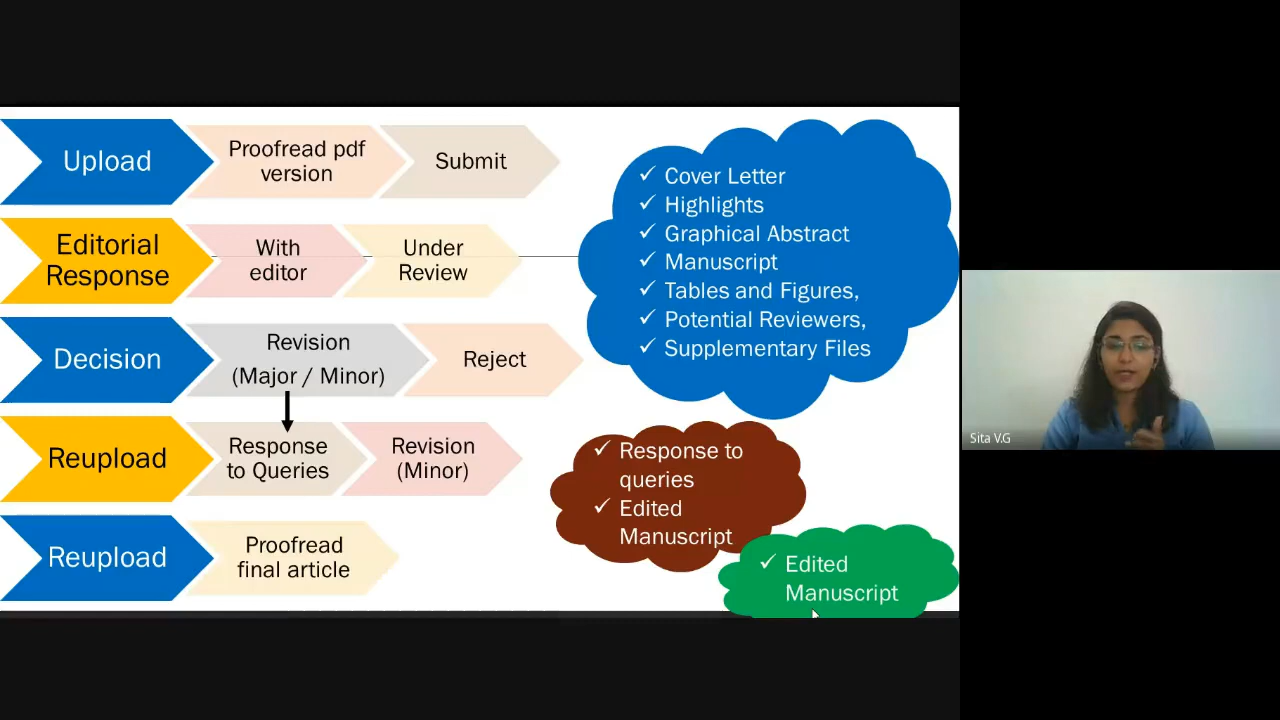 Upload
Proofread pdf
version
Submit
Editorial
Response
With
editor
Under
Review
Decision
Revision
(Major / Minor)
Reject
Reupload
Response
to Queries
Revision
(Minor)
Reupload
Proofread
final article
✓ Cover Letter
✓ Highlights
✓ Graphical Abstract
✓ Manuscript
✓ Tables and Figures,
✓ Potential Reviewers,
✓ Supplementary Files
✓ Response to
queries
✓ Edited
Manuscript
✓ Edited
Manuscript
Sita V.G